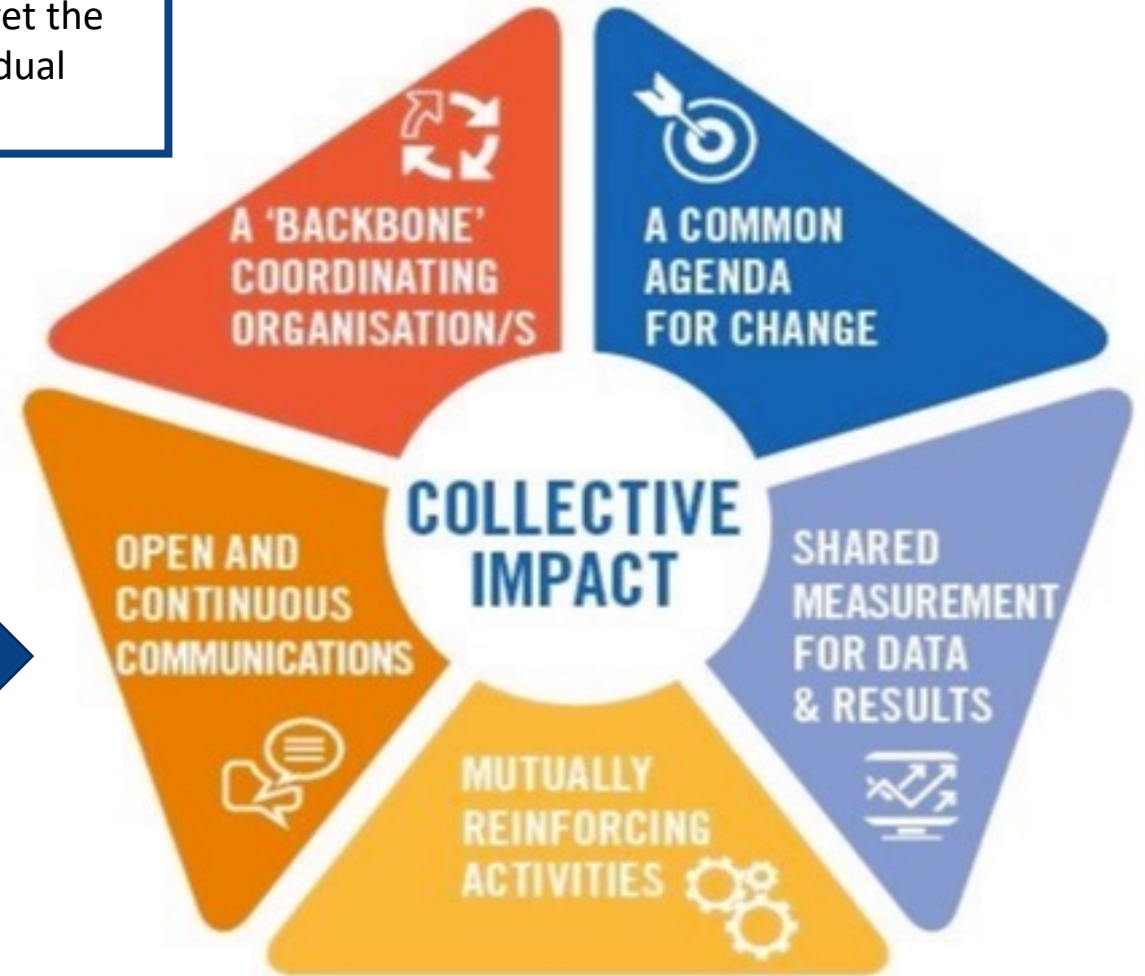 et the
dual
A ‘BACKBONE’
COORDINATING
ORGANISATION/S
A COMMON
AGENDA
FOR CHANGE
COLLECTIVE
IMPACT
OPEN AND
CONTINUOUS
COMMUNICATIONS
SHARED
MEASUREMENT
FOR DATA
& RESULTS
MUTUALLY
REINFORCING
ACTIVITIES